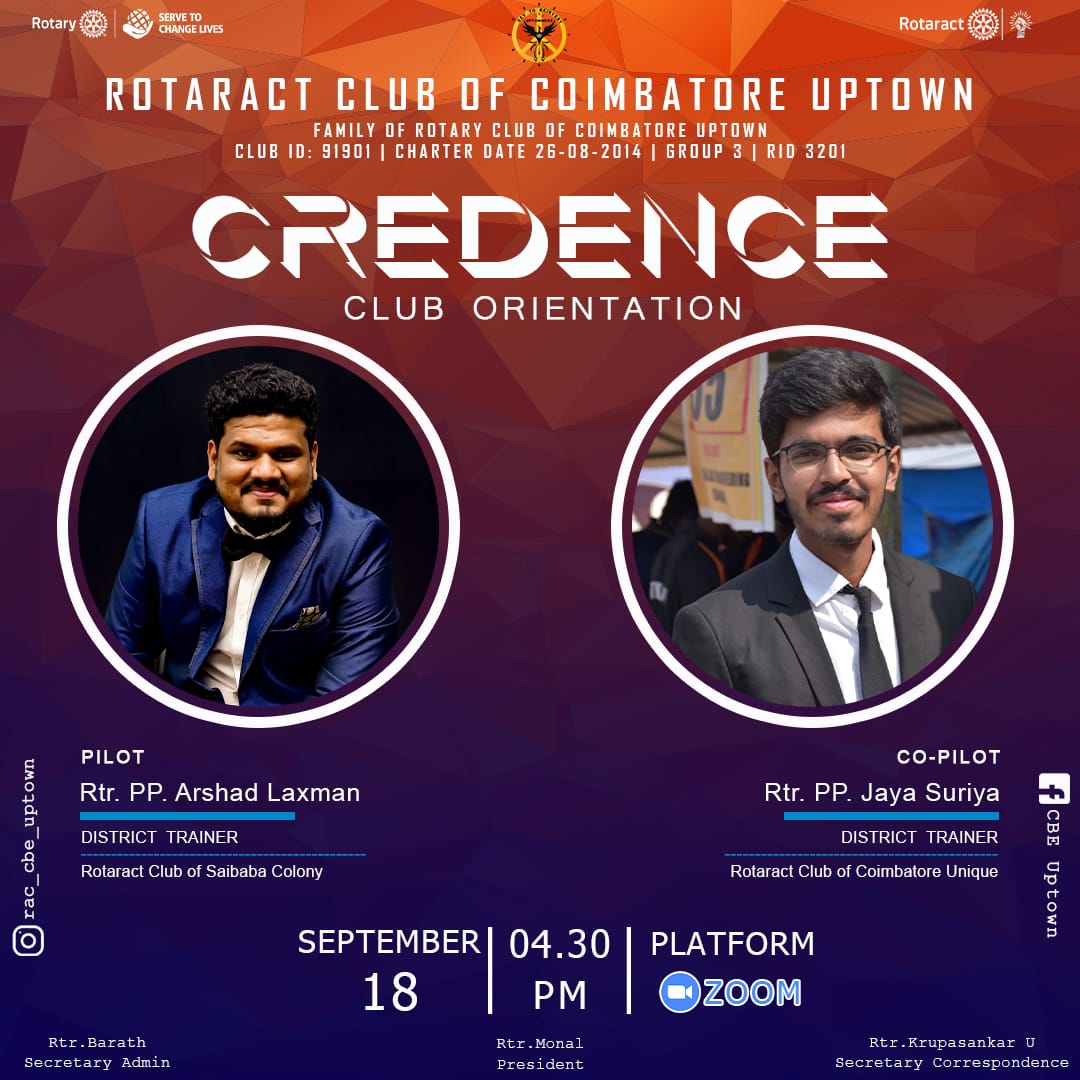 Rotary
SERVE TO
CHANGE LIVES
Rotaract
ROTARACT CLUB OF COIMBATORE UPTOWN
FAMILY OF ROTARY CLUB OF COIMBATORE UPTOWN
CLUB ID: 91901 | CHARTER DATE 26-08-2014 | GROUP 3 | RID 3201
CREDENCE
CLUB ORIENTATION
PILOT
Rtr. PP. Arshad Laxman
DISTRICT TRAINER
Rotaract Club of Saibaba Colony
CO-PILOT
Rtr. PP. Jaya Suriya
DISTRICT TRAINER
Rotaract Club of Coimbatore Unique
rac_cbe_uptown
CBE Uptown
SEPTEMBER
18
04.30
PM
PLATFORM
ZOOM
Rtr.Barath
Secretary Admin
Rtr.Monal
President
Rtr.Krupasankar U
Secretary Correspondence